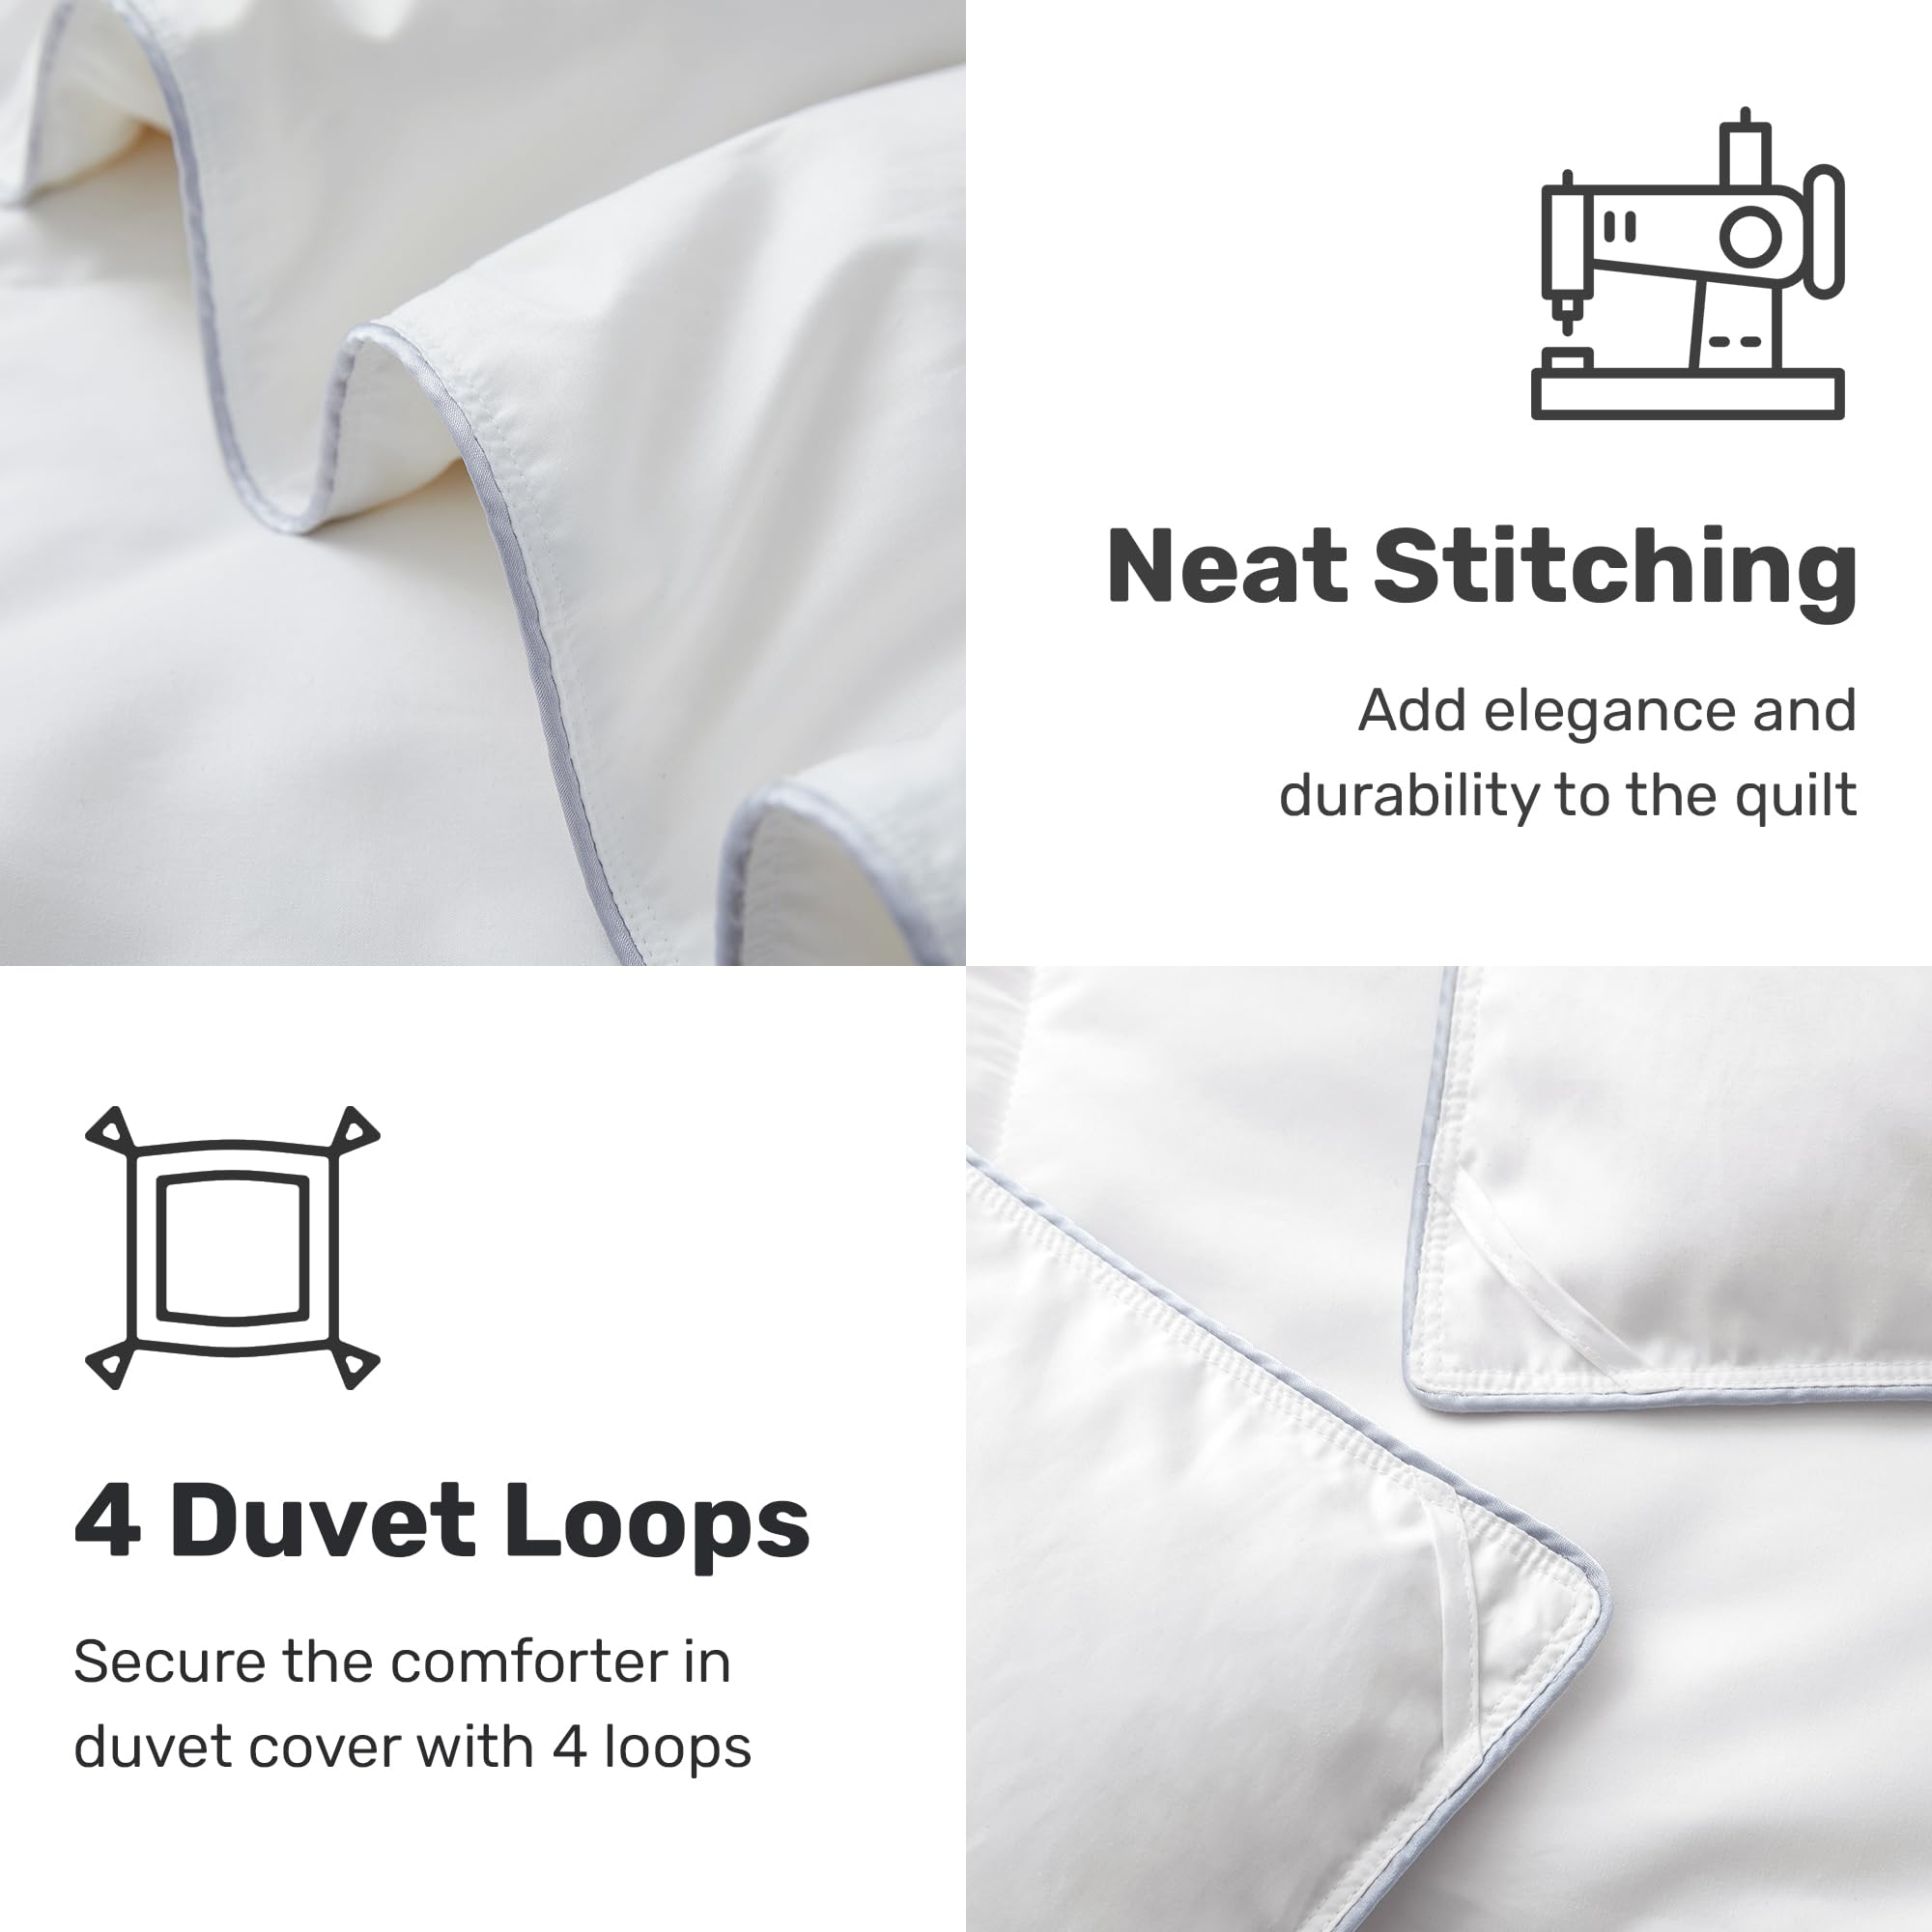 Neat Stitching
Add elegance and
durability to the quilt
4 Duvet Loops
Secure the comforter in
duvet cover with 4 loops